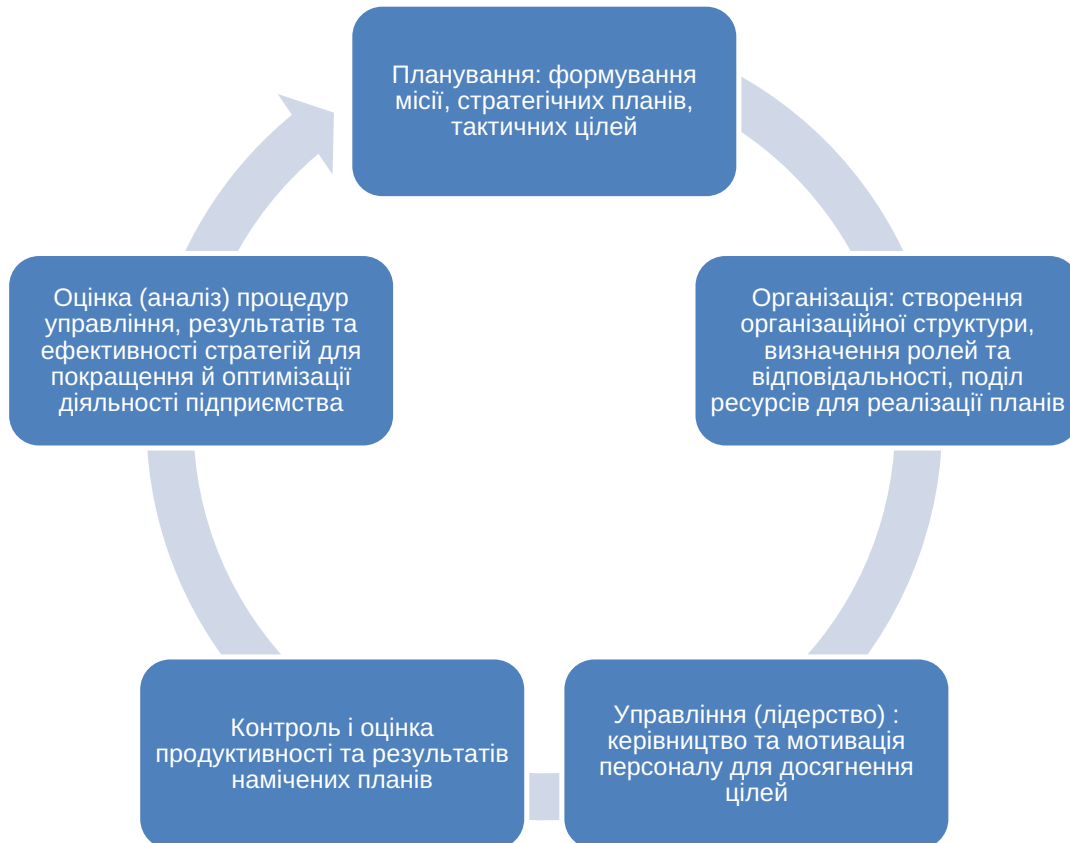 Планування: формування
місії, стратегічних планів,
тактичних цілей
Організація: створення
організаційної структури,
визначення ролей та
відповідальності, поділ
ресурсів для реалізації планів
Управління (лідерство) :
керівництво та мотивація
персоналу для досягнення
цілей
Контроль і оцінка
продуктивності та результатів
намічених планів
Оцінка (аналіз) процедур
управління, результатів та
ефективності стратегій для
покращення й оптимізації
діяльності підприємства